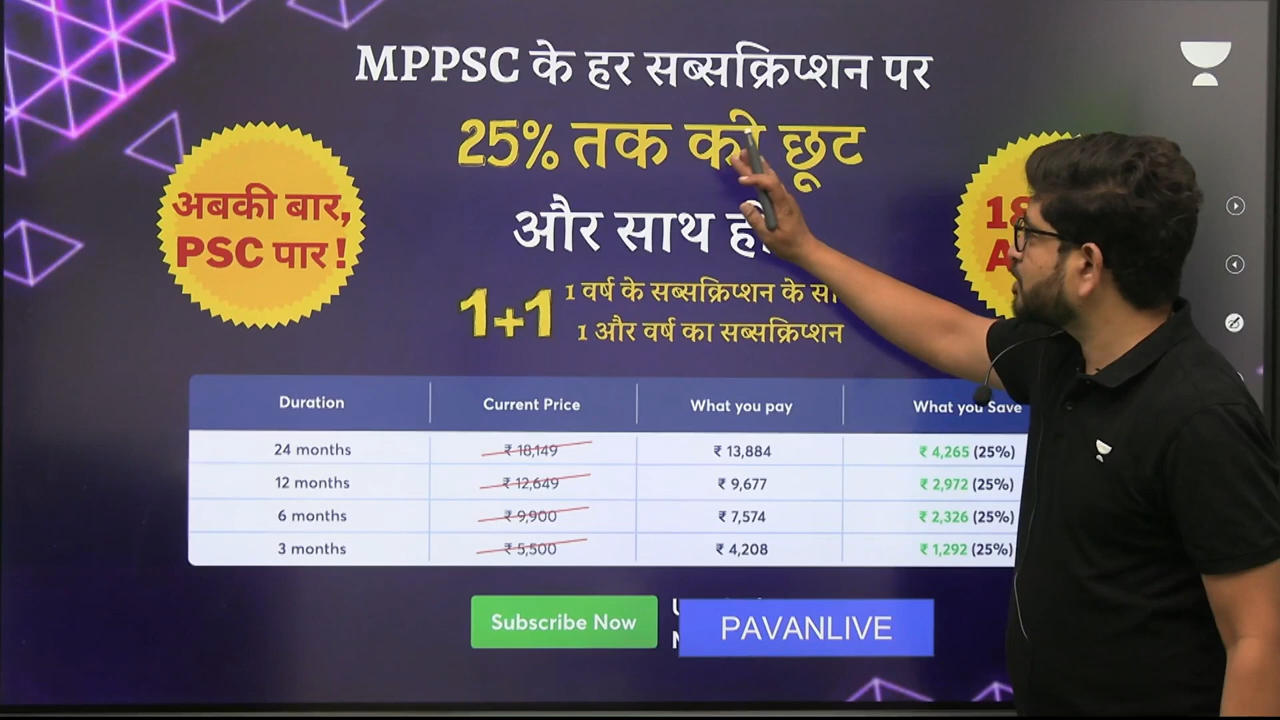 MPPSC के हर सब्सक्रिप्शन पर
25% तक की छूट
और साथ ही
अबकी बार,
PSC पार !
18
1+1
1 वर्ष के सब्सक्रिप्शन के
1 और वर्ष का सब्सक्रिप्शन
Duration Current Price What you pay What you Save
24 months ₹ 18,149 ₹ 13,884 ₹ 4,265 (25%)
12 months ₹ 12,649 ₹ 9,677 ₹ 2,972 (25%)
6 months ₹ 9,900 ₹ 7,574 ₹ 2,326 (25%)
3 months ₹ 5,500 ₹ 4,208 ₹ 1,292 (25%)
Subscribe Now
PAVANLIVE